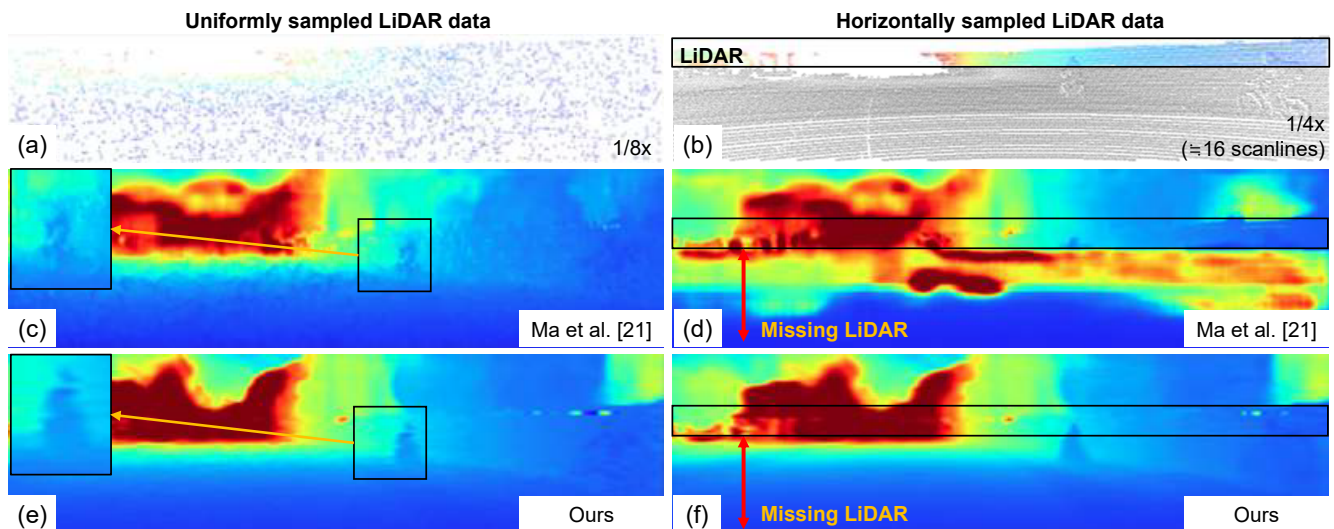 Uniformly sampled LiDAR data
Horizontally sampled LiDAR data
(a)
1/8x
LiDAR
(b)
1/4x
(≒16 scanlines)
(c)
Ma et al. [21]
(d)
Missing LiDAR
Ma et al. [21]
(e)
Ours
(f)
Missing LiDAR
Ours